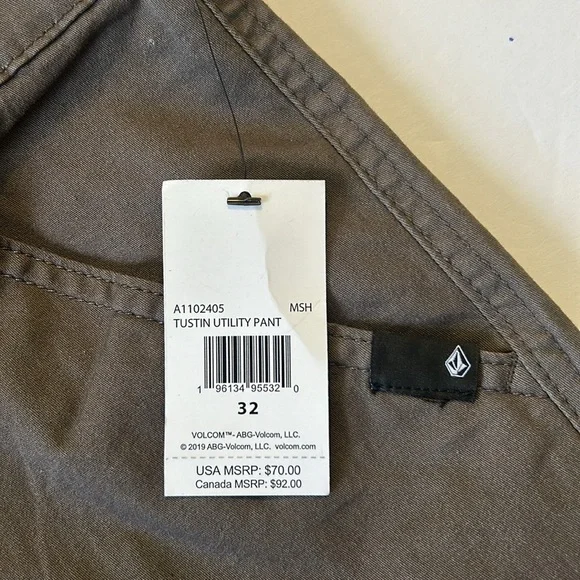 A1102405 MSH
TUSTIN UTILITY PANT
1 96134 95532 0
32
VOLCOM™- ABG-Volcom, LLC.
© 2019 ABG-Volcom, LLC. volcom.com
USA MSRP: $70.00
Canada MSRP: $92.00